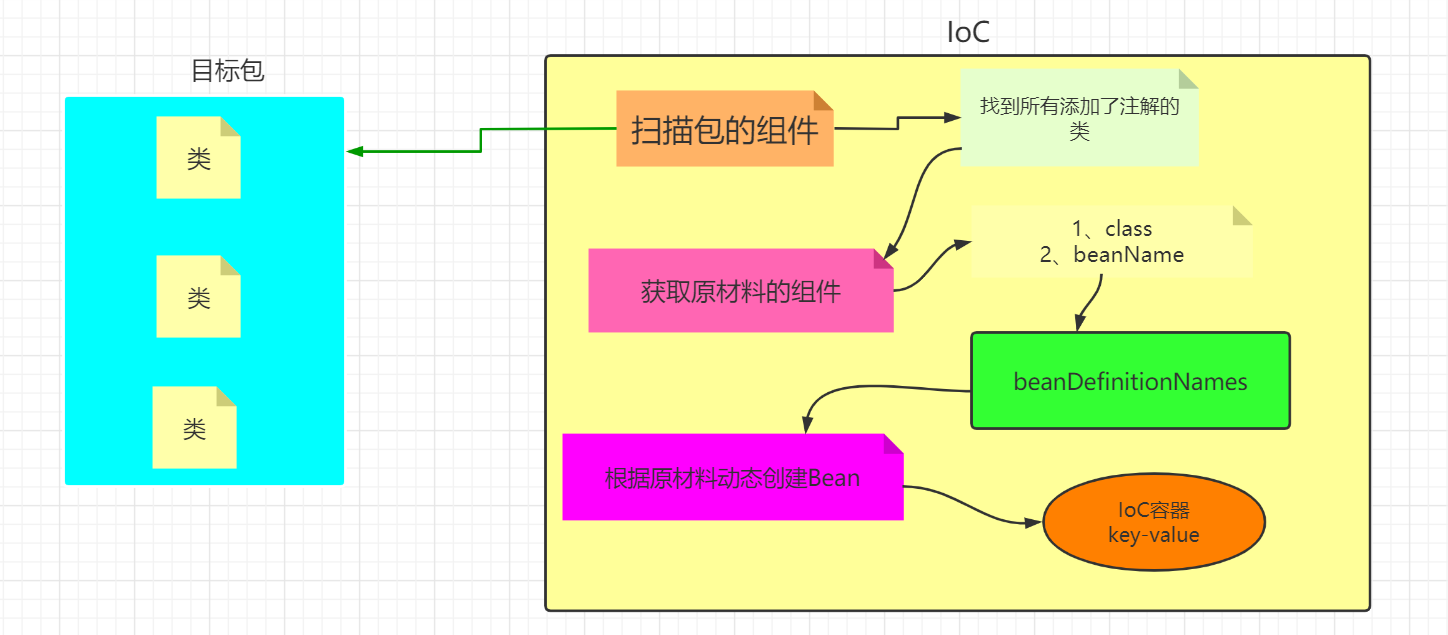 IoC
目标包
类
类
类
扫描包的组件
找到所有添加了注解的
类
获取原材料的组件
1、class
2、beanName
beanDefinitionNames
根据原材料动态创建Bean
IoC容器
key-value